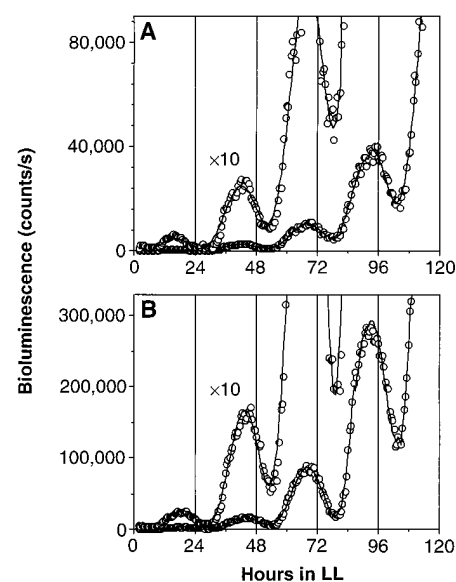 A
80,000
40,000
0
×10
0 24 48 72 96 120
B
300,000
200,000
100,000
0
×10
0 24 48 72 96 120
Bioluminescence (counts/s)
Hours in LL